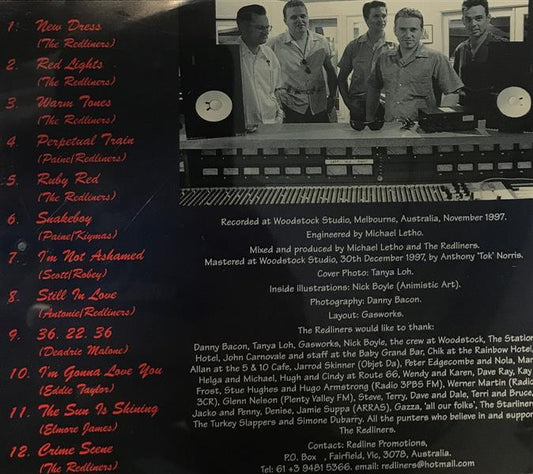 1. New Dress
(The Redliners)
2. Red Lights
(The Redliners)
3. Warm Tones
(The Redliners)
4. Perpetual Train
(Paine/Redliners)
5. Ruby Red
(The Redliners)
6. Snakeboy
(Paine/Kiymas)
7. I'm Not Ashamed
(Scott/Robey)
8. Still In Love
(Antonie/Redliners)
9. 36. 22. 36
(Deadric Malone)
10. I'm Gonna Love You
(Eddie Taylor)
11. The Sun Is Shining
(Elmore James)
12. Crime Scene
(The Redliners)
Recorded at Woodstock Studio, Melbourne, Australia, November 1997.
Engineered by Michael Letho.
Mixed and produced by Michael Letho and The Redliners.
Mastered at Woodstock Studio, 30th December 1997, by Anthony 'Tok' Norris.
Cover Photo: Tanya Loh.
Inside illustrations: Nick Boyle (Animistic Art).
Photography: Danny Bacon.
Layout: Gasworks.
The Redliners would like to thank:
Danny Bacon, Tanya Loh, Gasworks, Nick Boyle, the crew at Woodstock, The Station
Hotel, John Carnovale and staff at the Baby Grand Bar, Chik at the Rainbow Hotel,
Allan at the 5 & 10 Cafe, Jarrod Skinner (Objet Da), Peter Edgecombe and Nola, Mar
Helga and Michael, Hugh and Cindy at Route 66, Wendy and Karen, Dave Ray, Kay
Frost, Stue Hughes and Hugo Armstrong (Radio 3PBS FM), Werner Martin (Radio
3CR), Glenn Nelson (Plenty Valley FM), Steve, Terry, Dave and Dale, Terri and Bruce,
Jacko and Penny, Denise, Jamie Suppa (ARRA5), Gazza, 'all our folks', The Starliner
The Turkey Slappers and Simone Dubarry. All the punters who believe in and suppor
The Redliners.
Contact: Redline Promotions,
P.O. Box , Fairfield, Vic, 3078, Australia.
Tel: 61 +3 9481 5366. email: redliners@hotmail.com